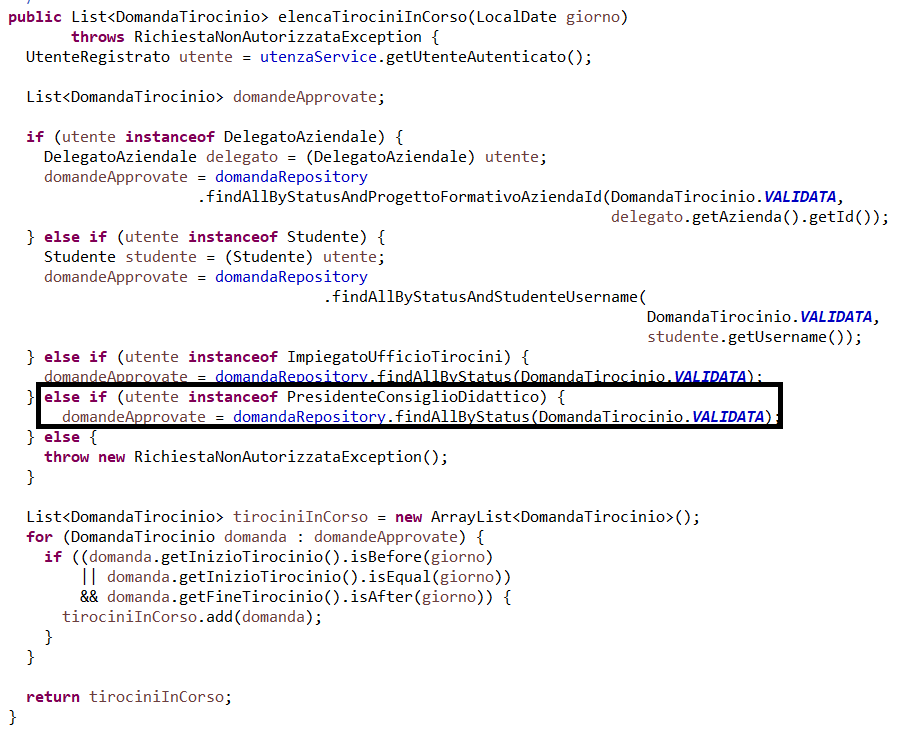 public List<DomandaTirocinio> elencaTirociniInCorso(LocalDate giorno)
throws RichiestaNonAutorizzataException {
UtenteRegistrato utente = utenzaService.getUtenteAutenticato();
List<DomandaTirocinio> domandeApprovate;
if (utente instanceof DelegatoAziendale) {
DelegatoAziendale delegato = (DelegatoAziendale) utente;
domandeApprovate = domandaRepository
.findAllByStatusAndProgettoFormativoAziendaId(DomandaTirocinio.VALIDATA,
delegato.getAzienda().getId());
} else if (utente instanceof Studente) {
Studente studente = (Studente) utente;
domandeApprovate = domandaRepository
.findAllByStatusAndStudenteUsername(
DomandaTirocinio.VALIDATA,
studente.getUsername());
} else if (utente instanceof ImpiegatoUfficioTirocini) {
domandeApprovate = domandaRepository.findAllByStatus(DomandaTirocinio.VALIDATA);
} else if (utente instanceof PresidenteConsiglioDidattico) {
domandeApprovate = domandaRepository.findAllByStatus(DomandaTirocinio.VALIDATA);
} else {
throw new RichiestaNonAutorizzataException();
}
List<DomandaTirocinio> tirociniInCorso = new ArrayList<DomandaTirocinio>();
for (DomandaTirocinio domanda : domandeApprovate) {
if ((domanda.getInizioTirocinio().isBefore(giorno)
|| domanda.getInizioTirocinio().isEqual(giorno))
&& domanda.getFineTirocinio().isAfter(giorno)) {
tirociniInCorso.add(domanda);
}
}
return tirociniInCorso;
}